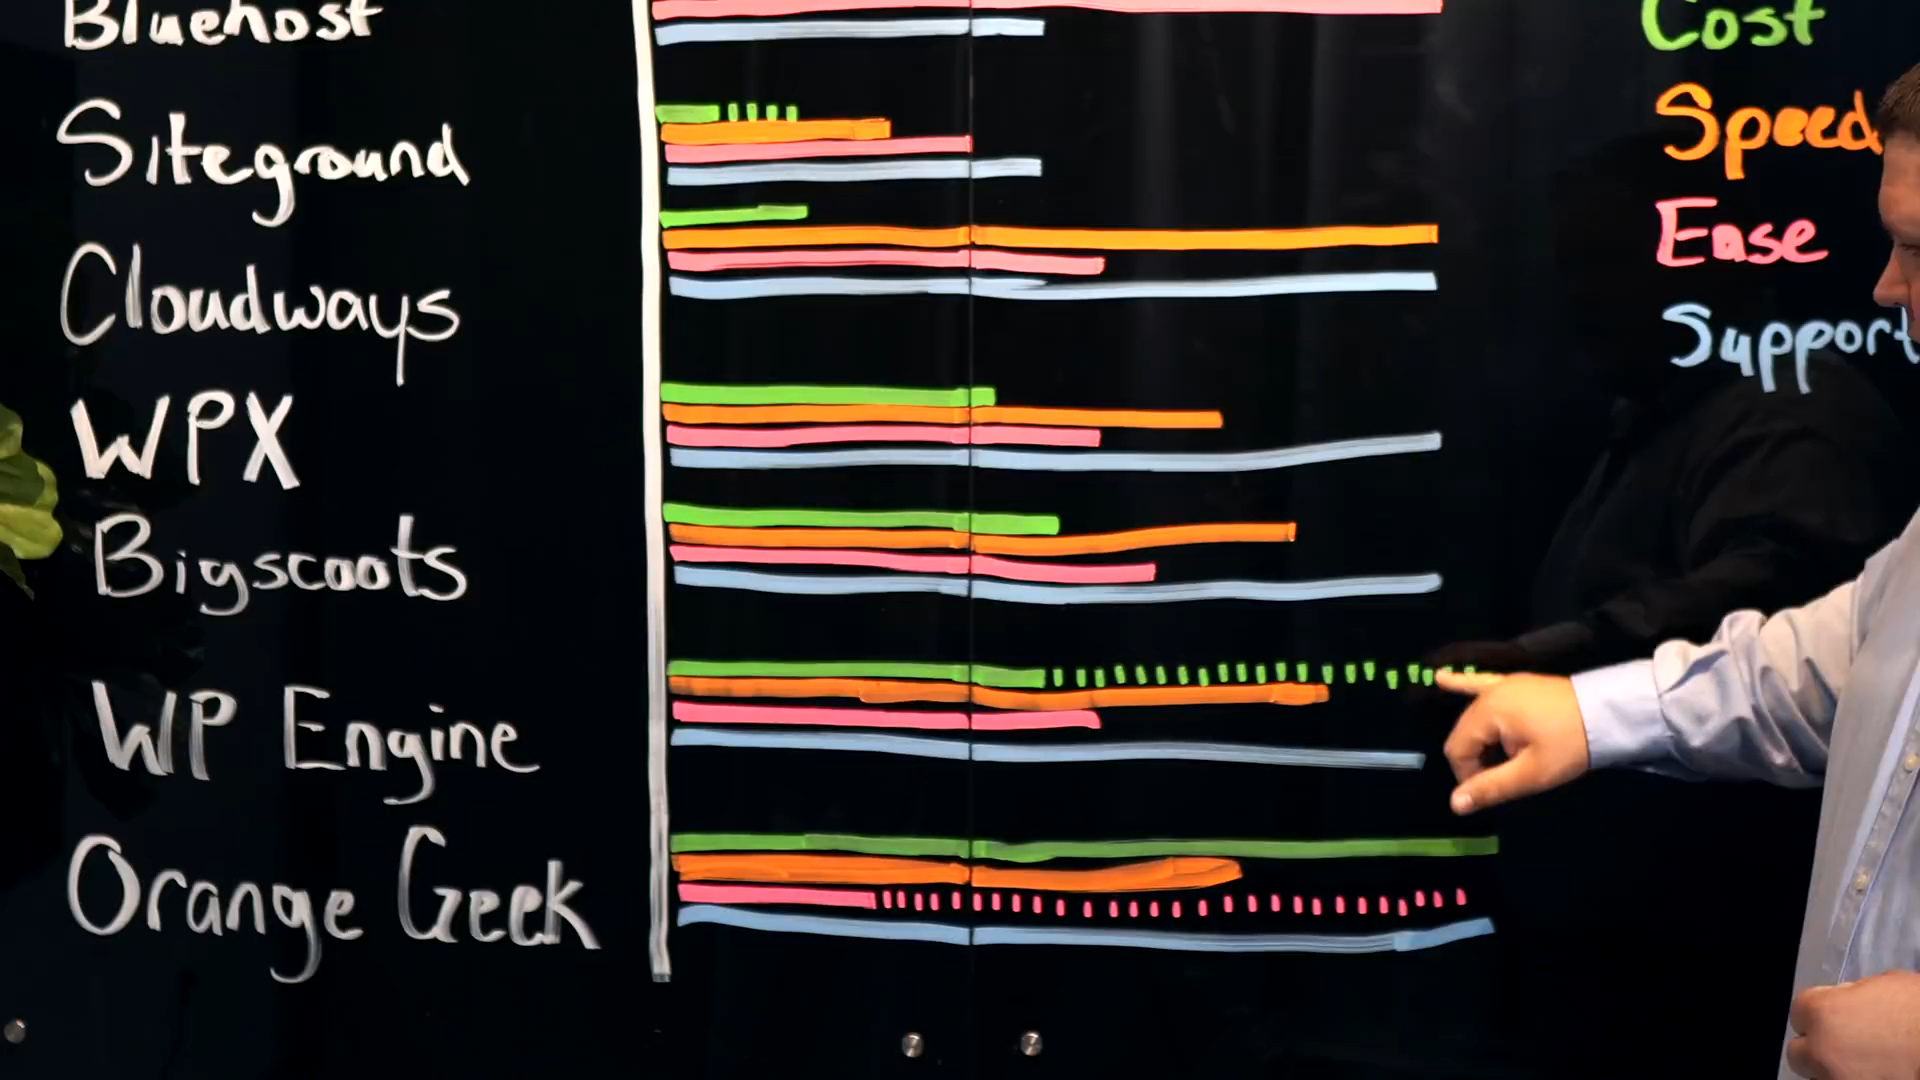 Bluehost
Siteground
Cloudways
WPX
Bigscoots
WP Engine
Orange Geek
Cost
Speed
Ease
Support